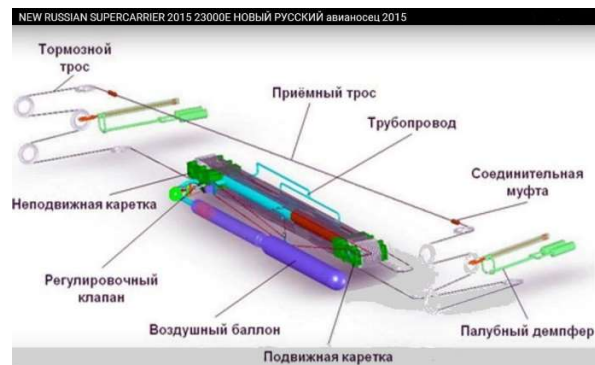 NEW RUSSIAN SUPERCARRIER 2015 23000E НОВЫЙ РУССКИЙ авианосец 2015
Тормозной
трос
Приёмный трос
Трубопровод
Соединительная
муфта
Неподвижная каретка
Регулировочный
клапан
Воздушный баллон
Палубный демпфер
Подвижная каретка